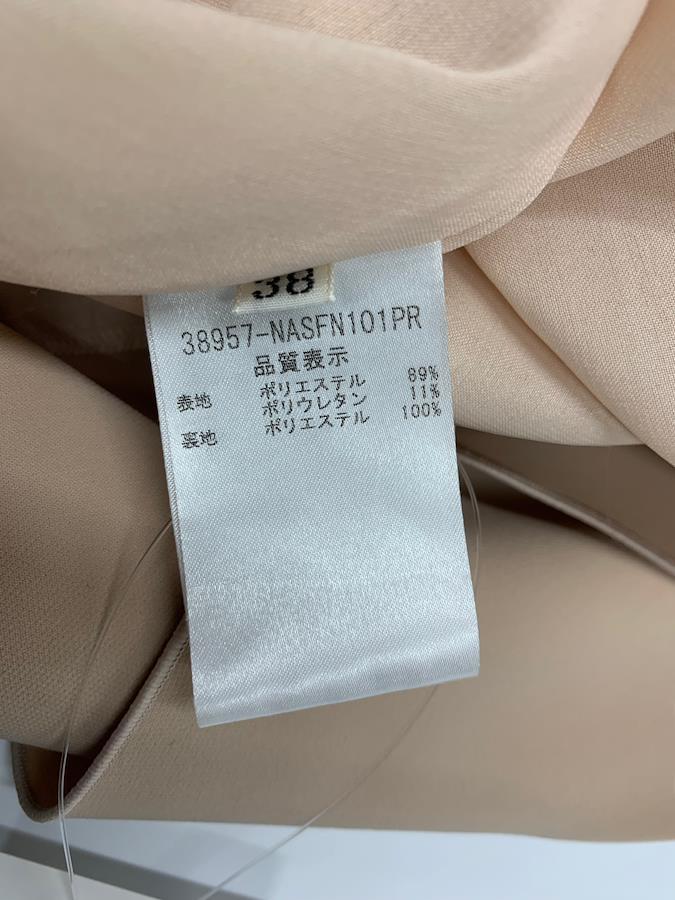 38
38957-NASFN101PR
品質表示
表地 ポリエステル 89%
ポリウレタン 11%
裏地 ポリエステル 100%